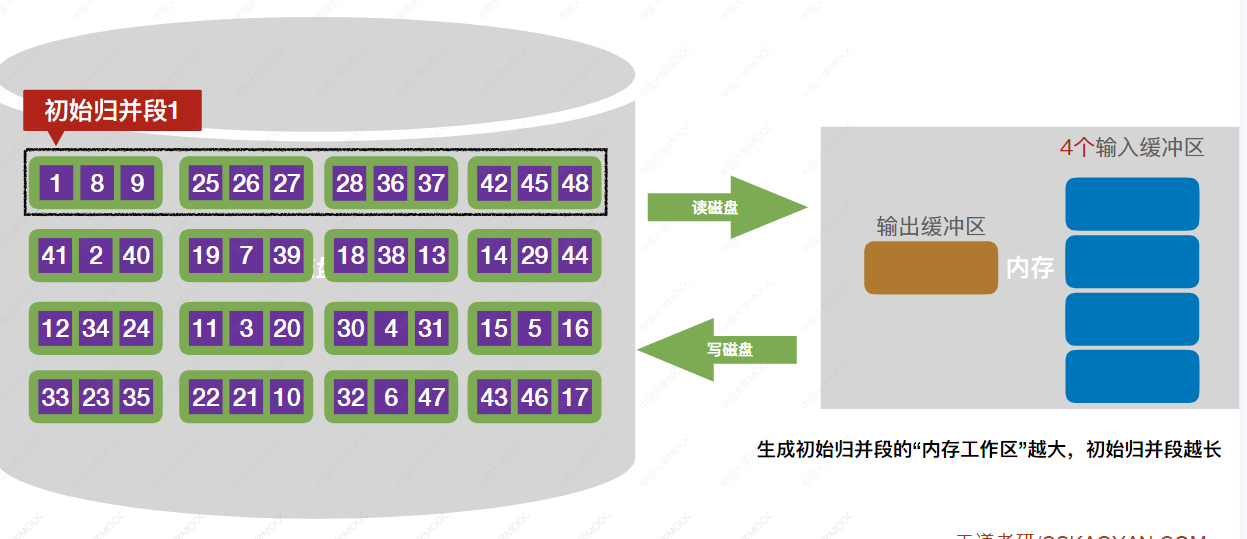 初始归并段1
1 8 9 25 26 27 28 36 37 42 45 48
41 2 40 19 7 39 18 38 13 14 29 44
12 34 24 11 3 20 30 4 31 15 5 16
33 23 35 22 21 10 32 6 47 43 46 17
读磁盘
写磁盘
4个输入缓冲区
输出缓冲区
内存
生成初始归并段的“内存工作区”越大，初始归并段越长